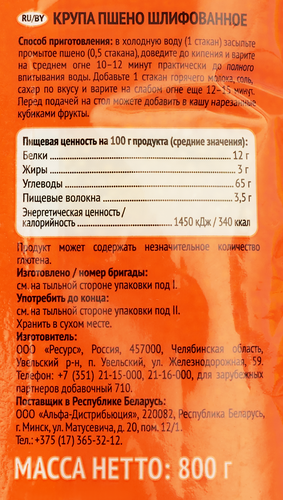 RU/BY КРУПА ПШЕНО ШЛИФОВАННОЕ
Способ приготовления: в холодную воду (1 стакан) засыпьте
промытое пшено (0,5 стакана), доведите до кипения и варите
на среднем огне 10–12 минут практически до полного
впитывания воды. Добавьте 1 стакан горячего молока, соль,
сахар по вкусу и варите на слабом огне еще 12–15 минут.
Перед подачей на стол можете добавить в кашу нарезанные
кубиками фрукты.
Пищевая ценность на 100 г продукта (средние значения):
Белки 12 г
Жиры 3 г
Углеводы 65 г
Пищевые волокна 3,5 г
Энергетическая ценность/
калорийность 1450 кДж / 340 ккал
Продукт может содержать незначительное количество
глютена.
Изготовлено / номер бригады:
см. на тыльной стороне упаковки под I.
Употребить до конца:
см. на тыльной стороне упаковки под II.
Хранить в сухом месте.
Изготовитель:
ООО «Ресурс», Россия, 457000, Челябинская область,
Увельский р-н, п. Увельский, ул. Железнодорожная, 59.
Телефон: +7 (351) 21-15-000, 21-16-000, для зарубежных
партнеров добавочный 710.
Поставщик в Республике Беларусь:
ООО «Альфа-Дистрибьюция», 220082, Республика Беларусь,
г. Минск, ул. Матусевича, д. 20, пом. 12/1.
Тел.: +375 (17) 365-32-12.
МАССА НЕТТО: 800 г